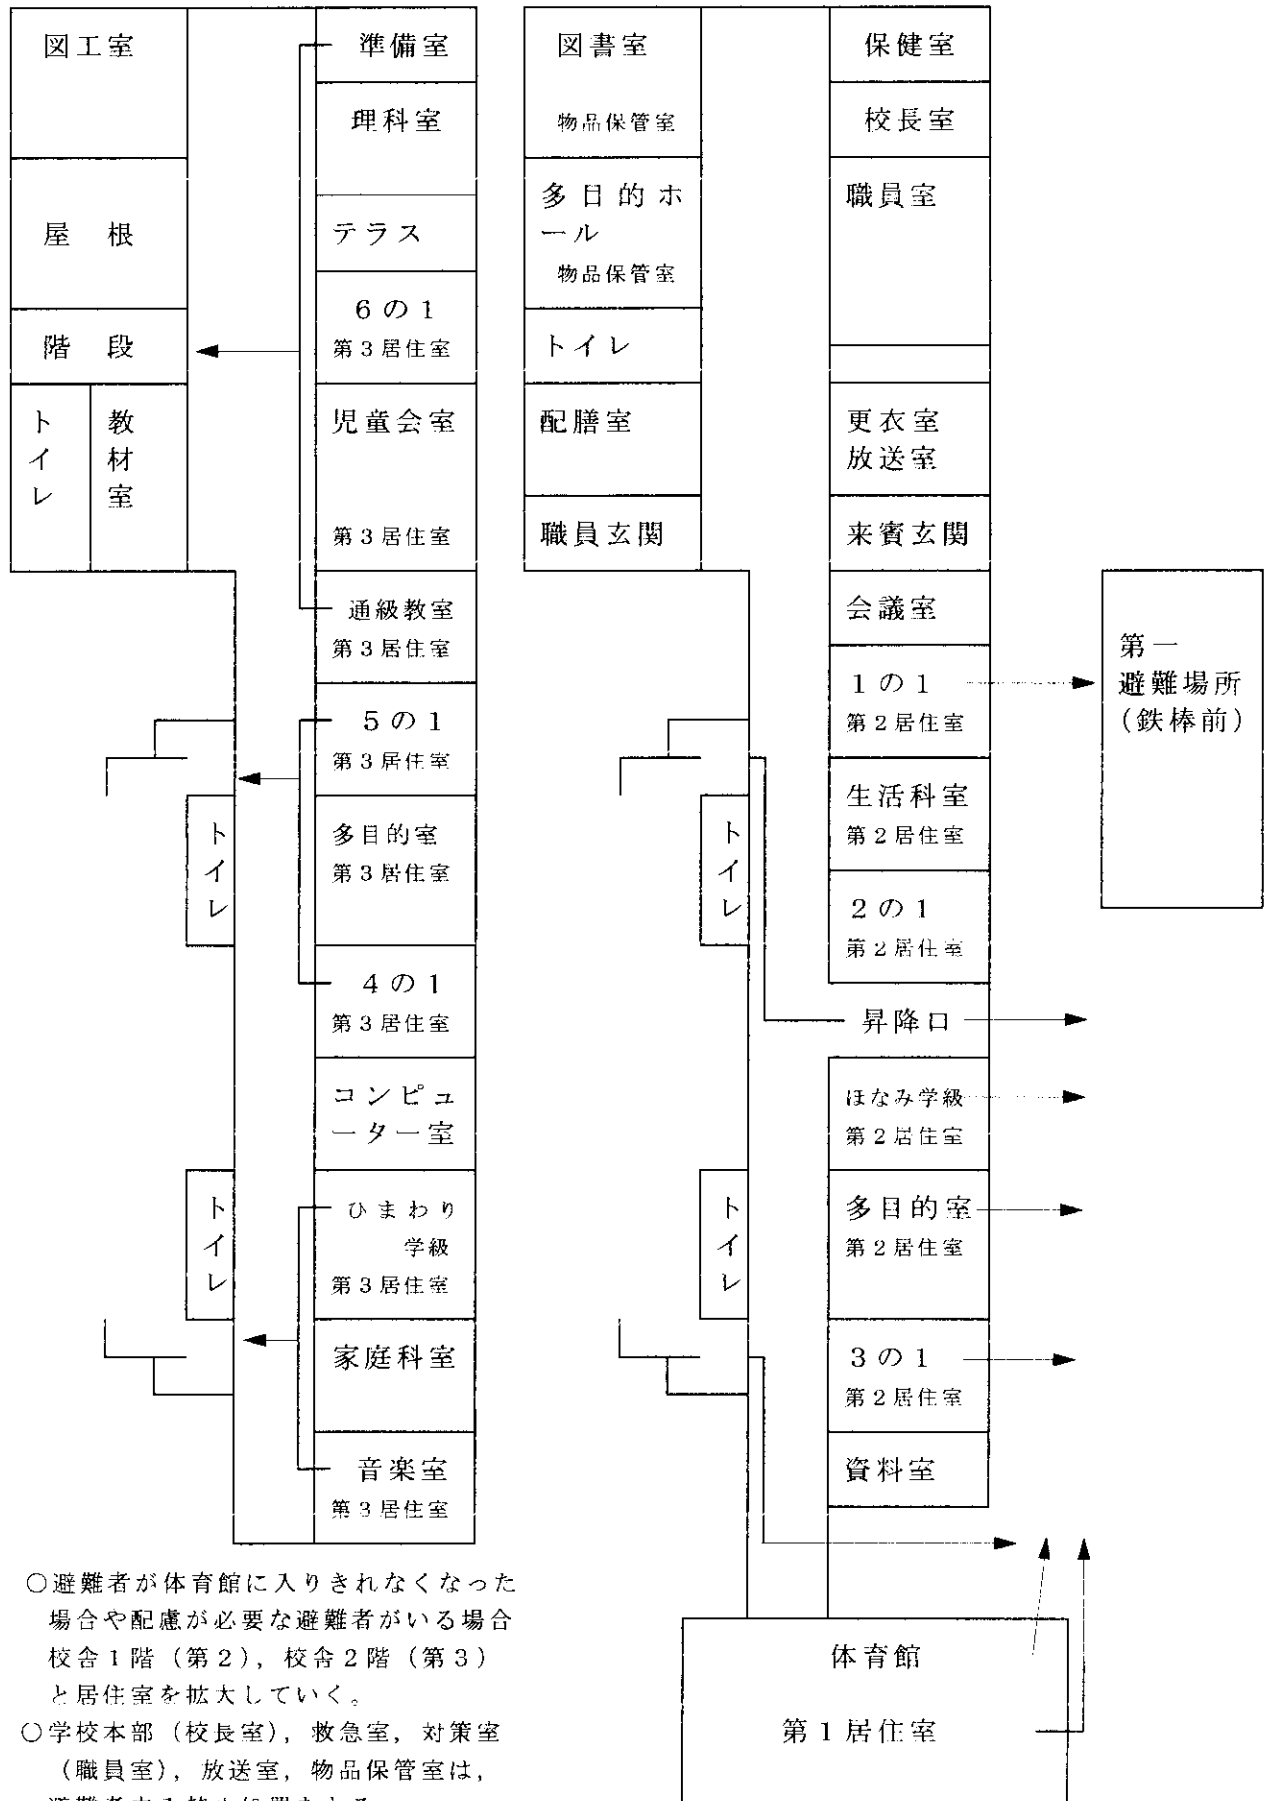 図工室
屋　根
階　段
トイレ
教材室
トイレ
トイレ
準備室
理科室
テラス
6の1
第3居住室
児童会室
第3居住室
通級教室
第3居住室
5の1
第3居住室
多目的室
第3居住室
4の1
第3居住室
コンピュ
ーター室
ひまわり
学級
第3居住室
家庭科室
音楽室
第3居住室
図書室
物品保管室
多目的ホ
ール
物品保管室
トイレ
配膳室
職員玄関
トイレ
トイレ
保健室
校長室
職員室
更衣室
放送室
来賓玄関
会議室
1の1
第2居住室
生活科室
第2居住室
2の1
第2居住室
昇降口
ほなみ学級
第2居住室
多目的室
第2居住室
3の1
第2居住室
資料室
第一
避難場所
(鉄棒前)
体育館
第1居住室
○避難者が体育館に入りきれなくなった
場合や配慮が必要な避難者がいる場合
校舎1階（第2），校舎2階（第3）
と居住室を拡大していく。
○学校本部（校長室），救急室，対策室
（職員室），放送室，物品保管室は，